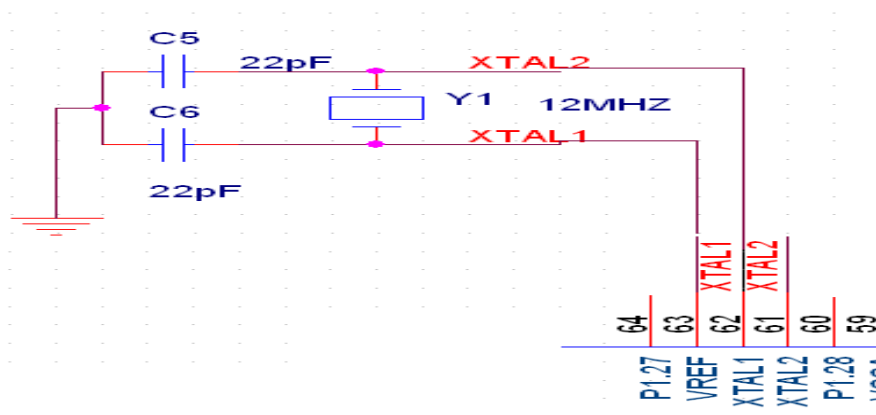 C5
22pF
XTAL2
Y1
12MHZ
C6
XTAL1
22pF
XTAL1
XTAL2
64
63
62
61
60
59
P1.27
VREF
XTAL1
XTAL2
P1.28